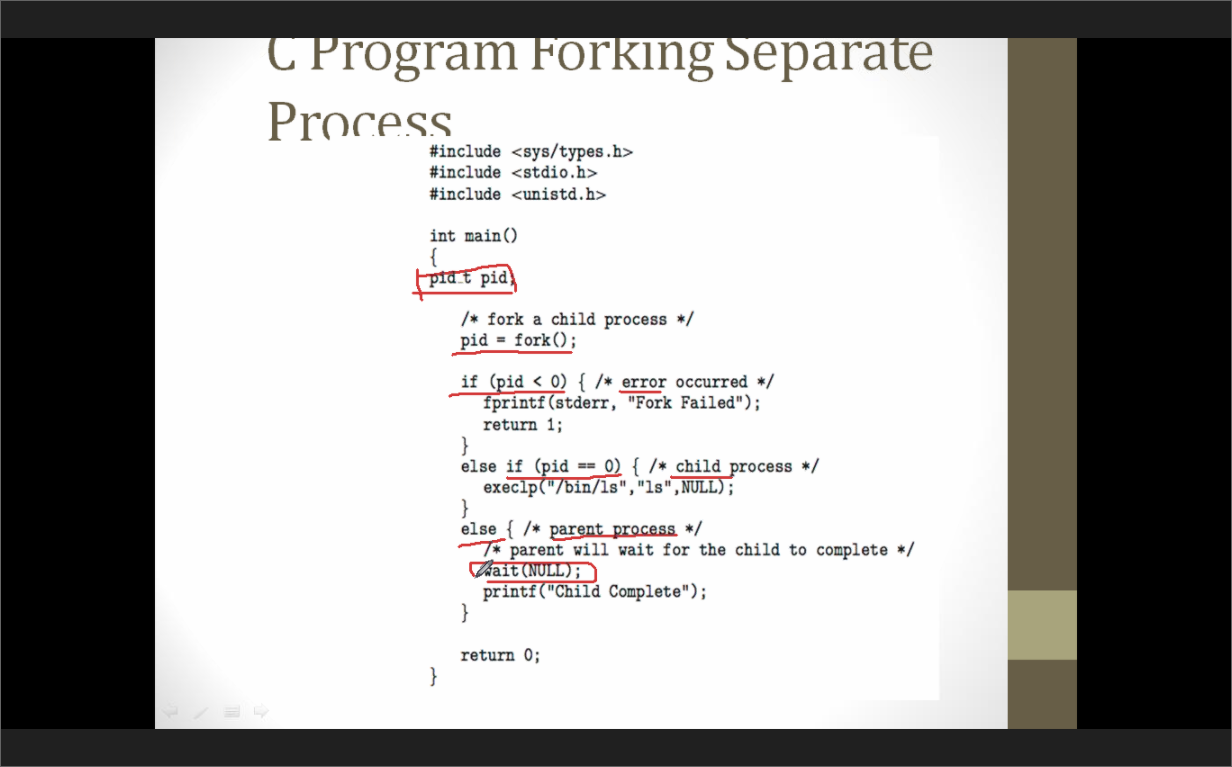 C Program Forking Separate
Process
#include <sys/types.h>
#include <stdio.h>
#include <unistd.h>
int main()
{
pid_t pid;
/* fork a child process */
pid = fork();
if (pid < 0) { /* error occurred */
fprintf(stderr, "Fork Failed");
return 1;
}
else if (pid == 0) { /* child process */
execlp("/bin/ls","ls",NULL);
}
else { /* parent process */
/* parent will wait for the child to complete */
wait(NULL);
printf("Child Complete");
}
return 0;
}